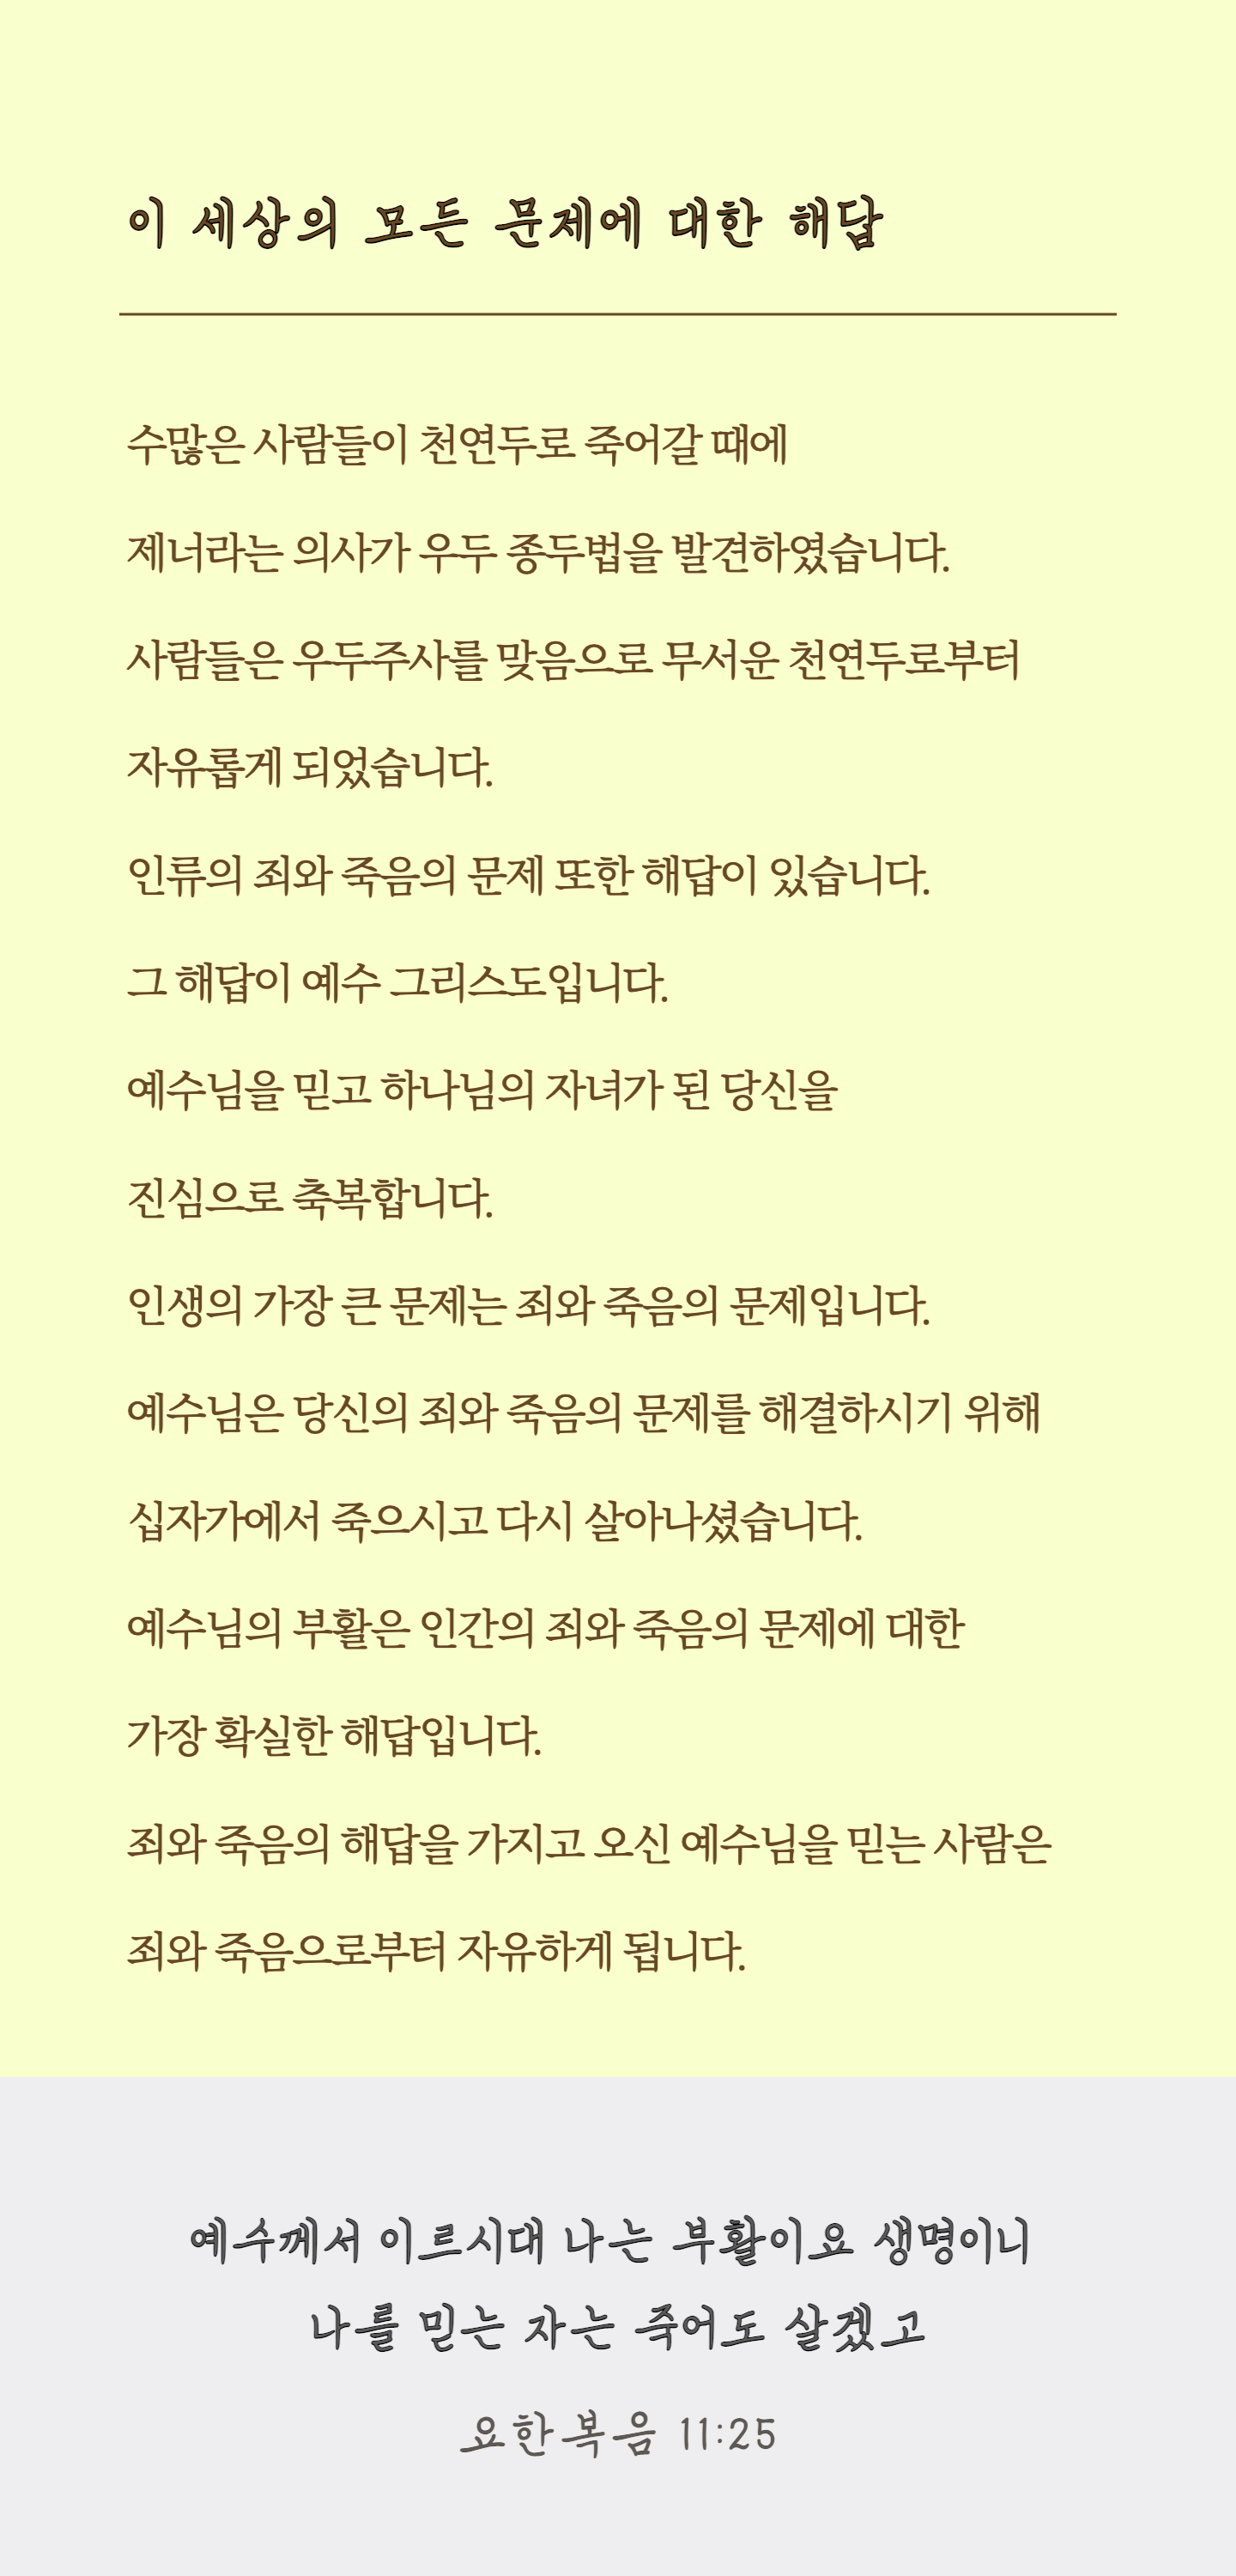 이 세상의 모든 문제에 대한 해답
수많은 사람들이 천연두로 죽어갈 때에
제너라는 의사가 우두 종두법을 발견하였습니다.
사람들은 우두주사를 맞음으로 무서운 천연두로부터
자유롭게 되었습니다.
인류의 죄와 죽음의 문제 또한 해답이 있습니다.
그 해답이 예수 그리스도입니다.
예수님을 믿고 하나님의 자녀가 된 당신을
진심으로 축복합니다.
인생의 가장 큰 문제는 죄와 죽음의 문제입니다.
예수님은 당신의 죄와 죽음의 문제를 해결하시기 위해
십자가에서 죽으시고 다시 살아나셨습니다.
예수님의 부활은 인간의 죄와 죽음의 문제에 대한
가장 확실한 해답입니다.
죄와 죽음의 해답을 가지고 오신 예수님을 믿는 사람은
죄와 죽음으로부터 자유하게 됩니다.
예수께서 이르시대 나는 부활이요 생명이니
나를 믿는 자는 죽어도 살겠고
요한복음 11:25